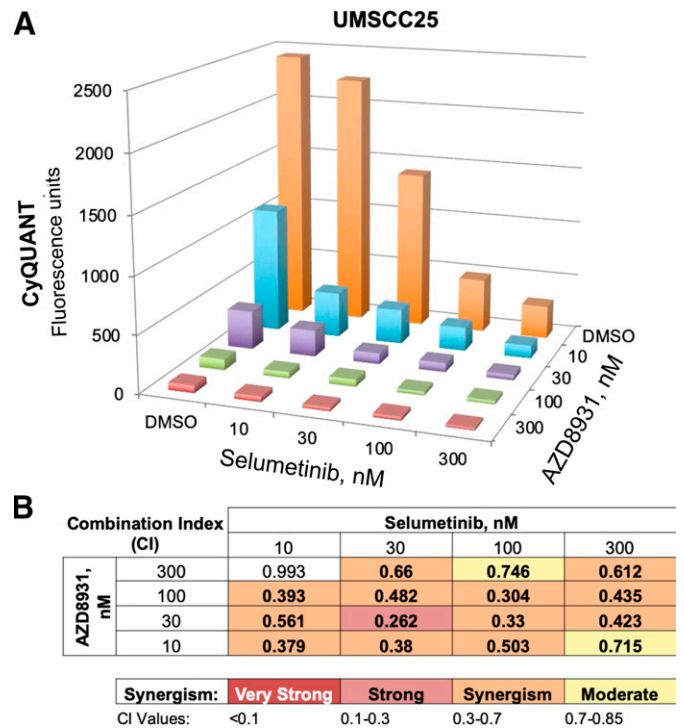 A
UMSCC25
CyQUANT
Fluorescence units
2500
2000
1500
1000
500
0
DMSO
10
30
100
300
Selumetinib, nM
DMSO
10
30
100
300
AZD8931, nM
B
Combination Index (CI) Selumetinib, nM
10 30 100 300
AZD8931, nM
300 0.993 0.66 0.746 0.612
100 0.393 0.482 0.304 0.435
30 0.561 0.262 0.33 0.423
10 0.379 0.38 0.503 0.715
Synergism: Very Strong Strong Synergism Moderate
CI Values: <0.1 0.1-0.3 0.3-0.7 0.7-0.85